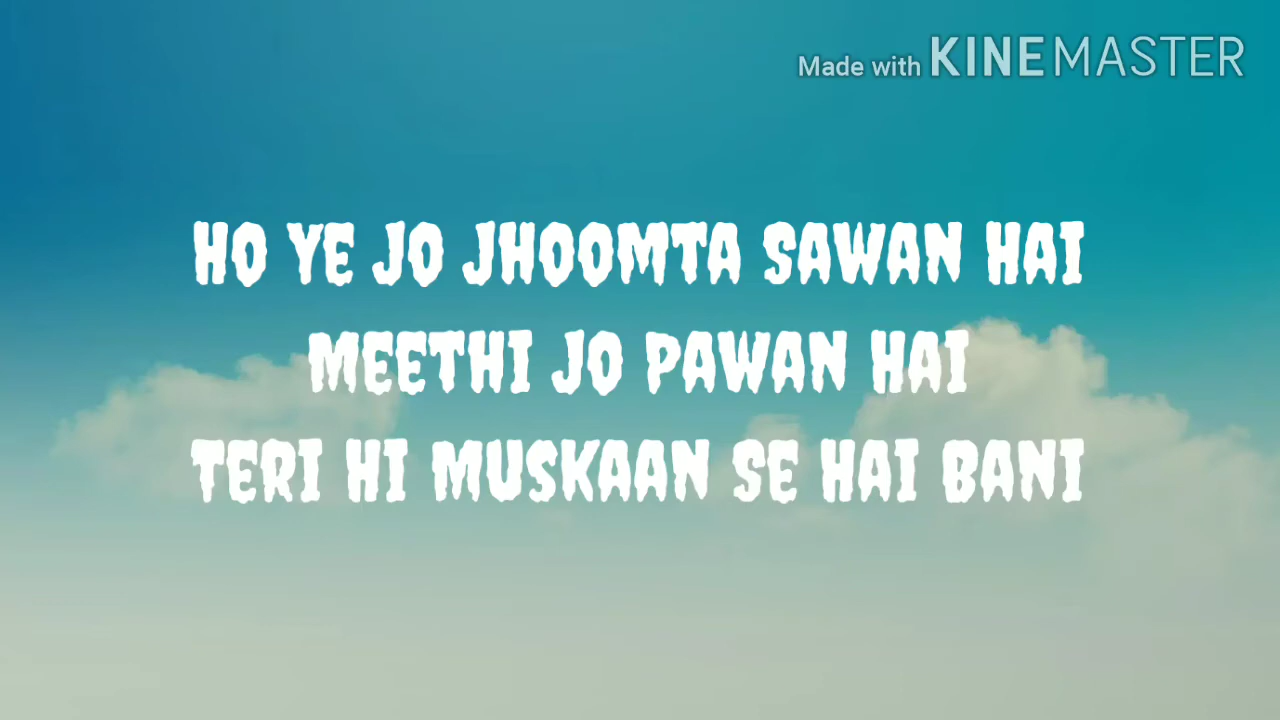 Made with KINEMASTER
HO YE JO JHOOMTA SAWAN HAI
MEETHI JO PAWAN HAI
TERI HI MUSKAAN SE HAI BANI